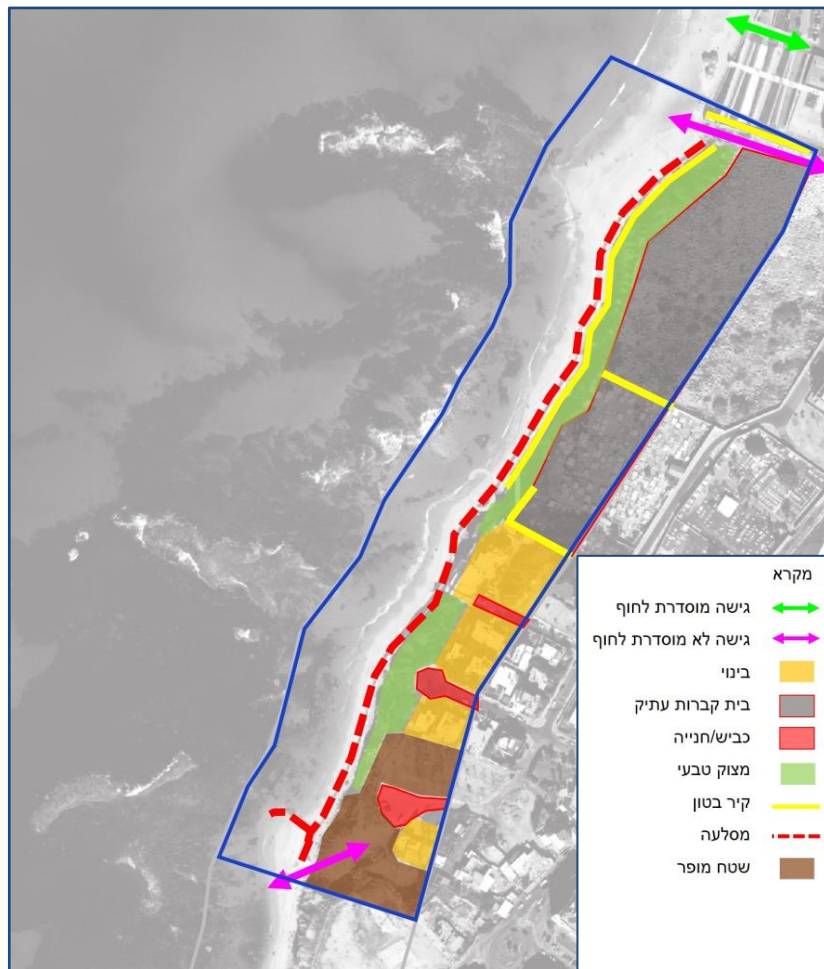 מקרא
גישה מוסדרת לחוף
גישה לא מוסדרת לחוף
בינוי
בית קברות עתיק
כביש/חנייה
מצוק טבעי
קיר בטון
מסלעה
שטח מופר